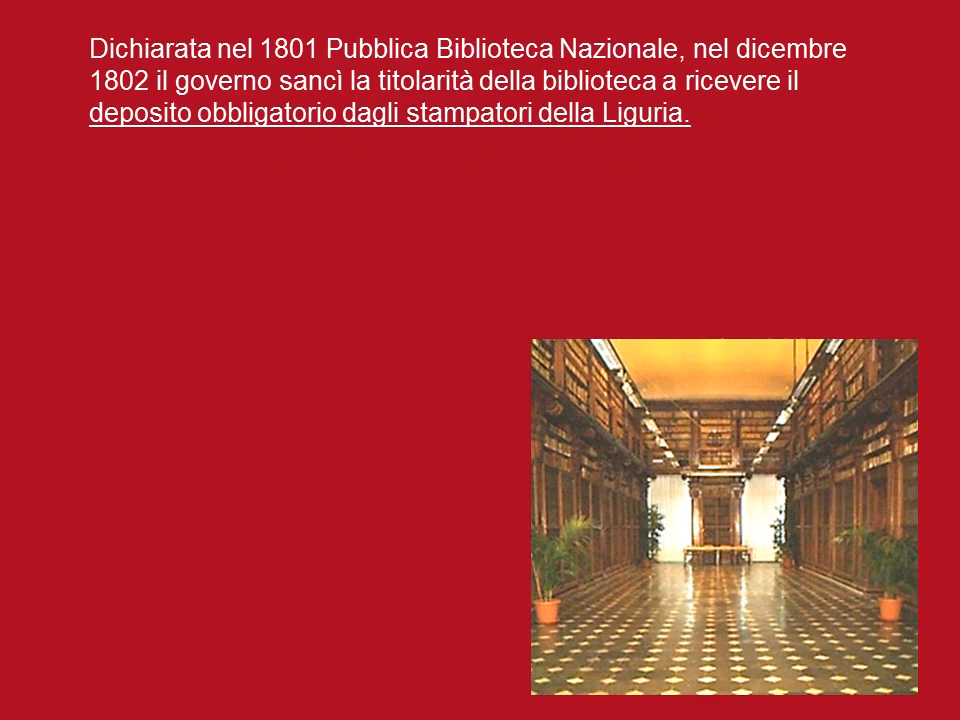 Dichiarata nel 1801 Pubblica Biblioteca Nazionale, nel dicembre
1802 il governo sancì la titolarità della biblioteca a ricevere il
deposito obbligatorio dagli stampatori della Liguria.